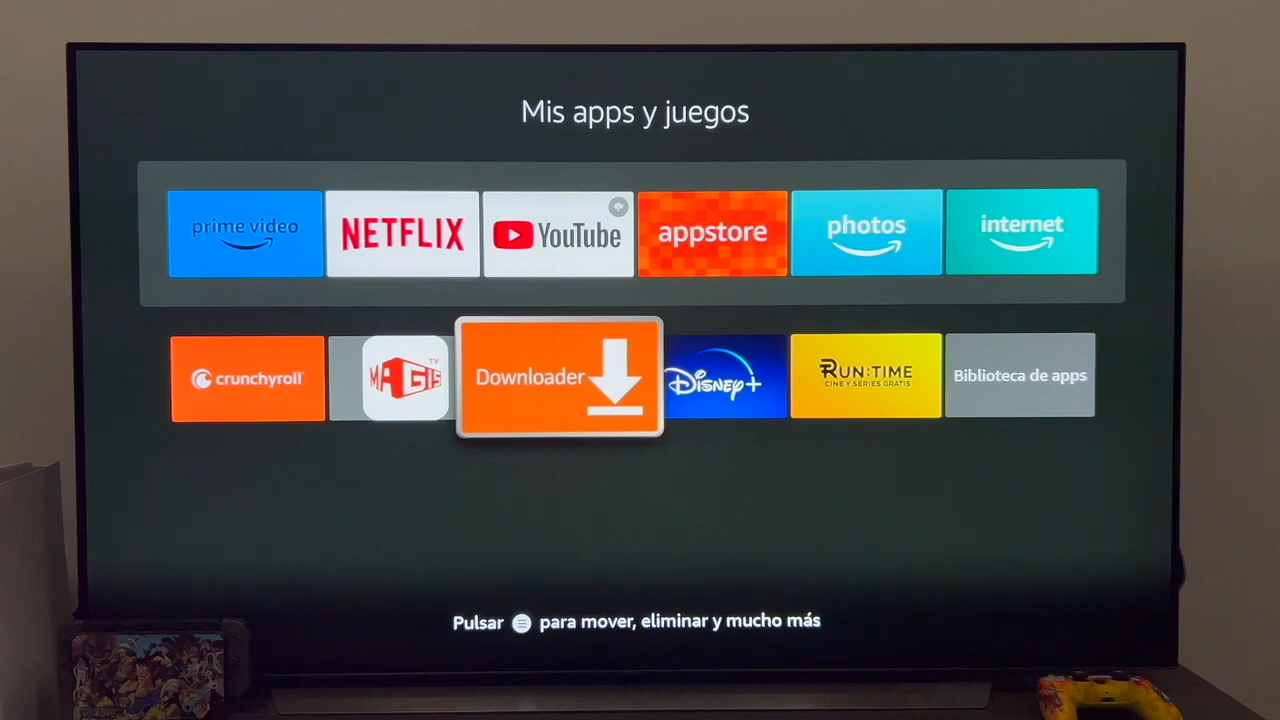 Mis apps y juegos
prime video
NETFLIX
YouTube
appstore
photos
internet
crunchyroll
MAGIS
TV
Downloader
Disney+
RUN:TIME
CINE Y SERIES GRATIS
Biblioteca de apps
Pulsar para mover, eliminar y mucho más